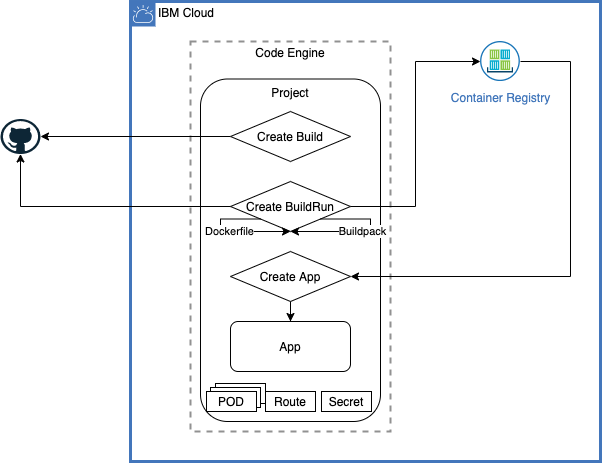 IBM Cloud
Code Engine
Project
Create Build
Container Registry
Create BuildRun
Dockerfile
Buildpack
Create App
App
POD
Route
Secret